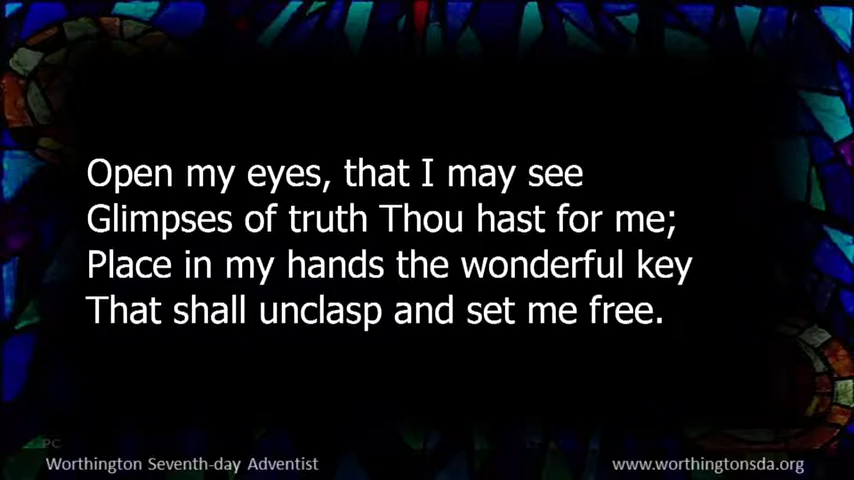 Open my eyes, that I may see
Glimpses of truth Thou hast for me;
Place in my hands the wonderful key
That shall unclasp and set me free.
PC
Worthington Seventh-day Adventist
www.worthingtonsda.org